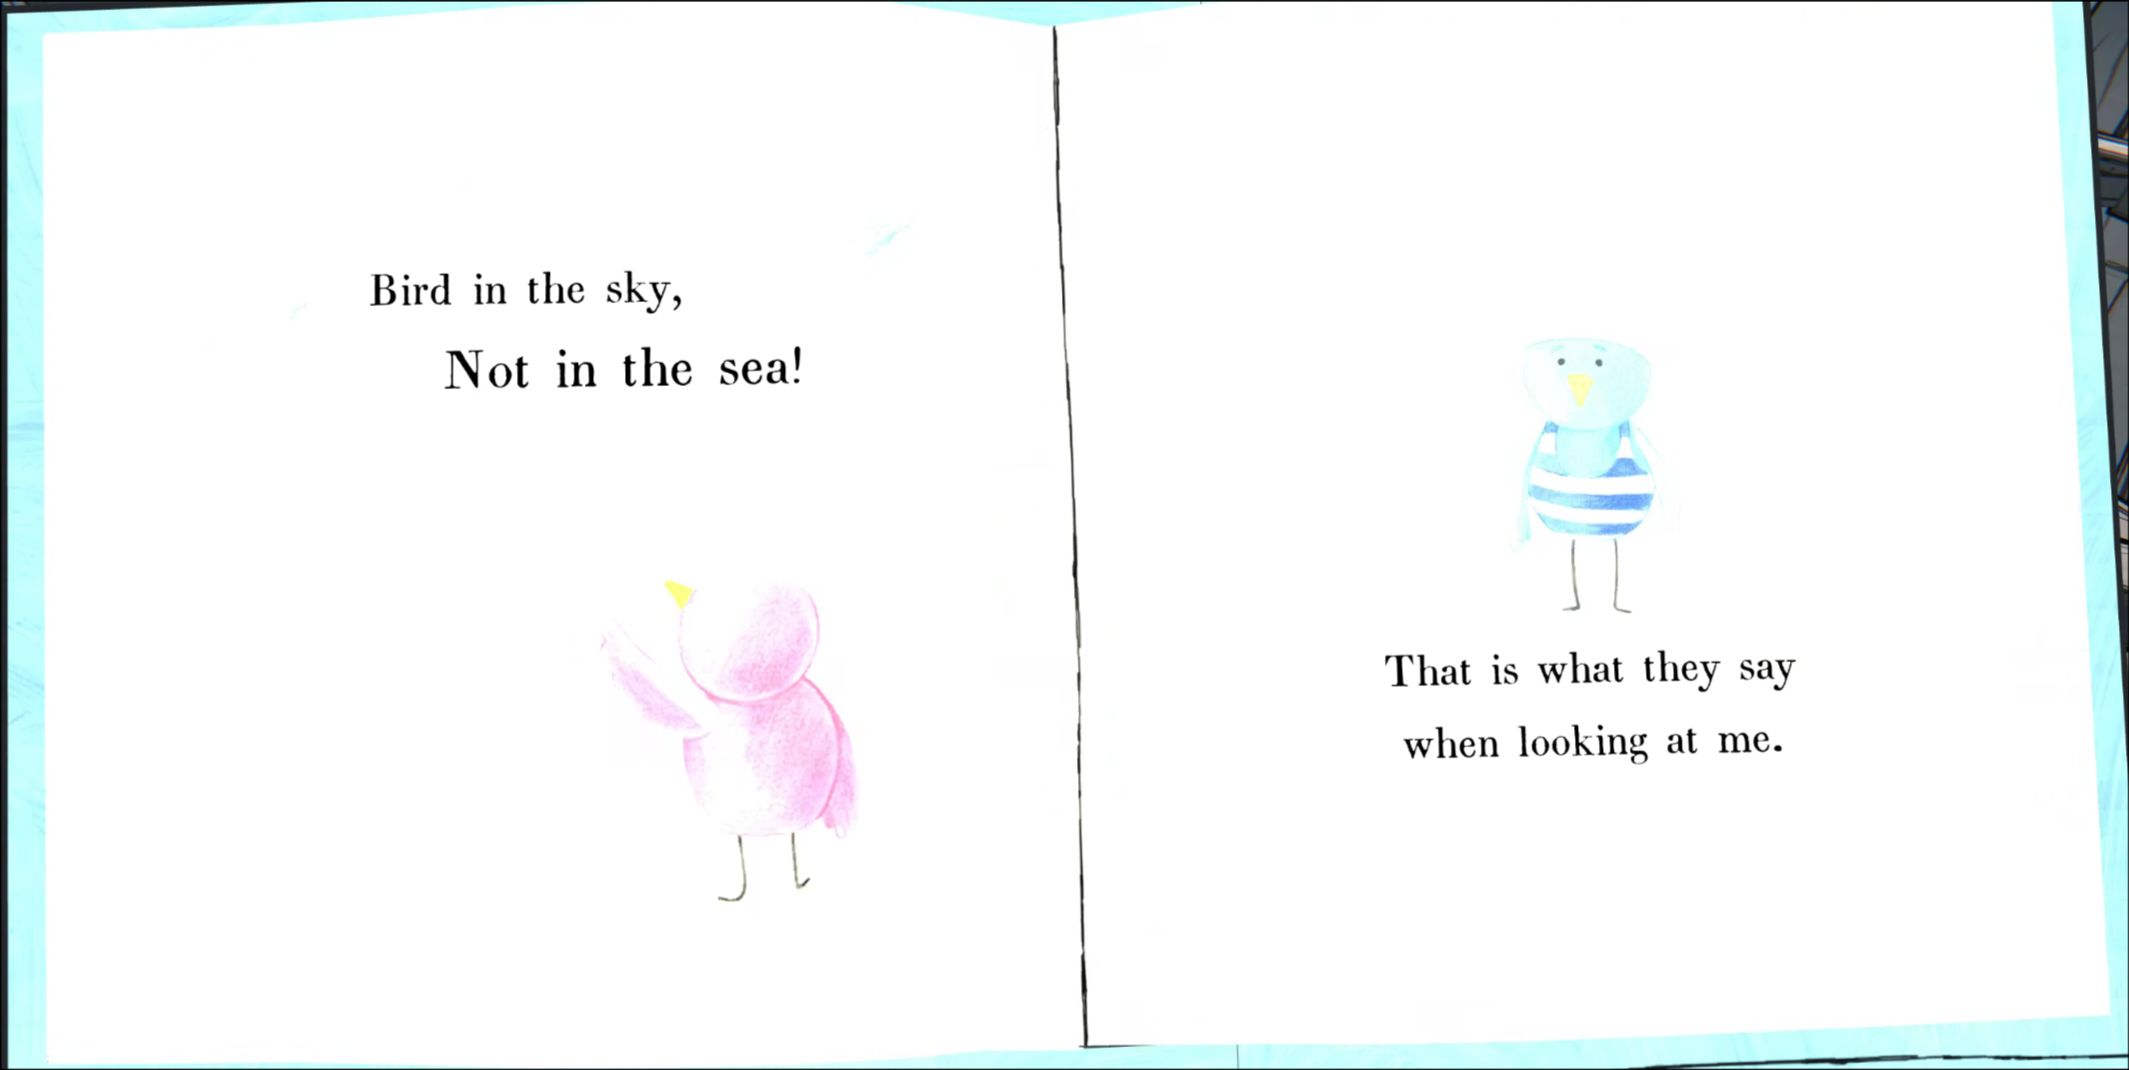 Bird in the sky,
Not in the sea!
That is what they say
when looking at me.